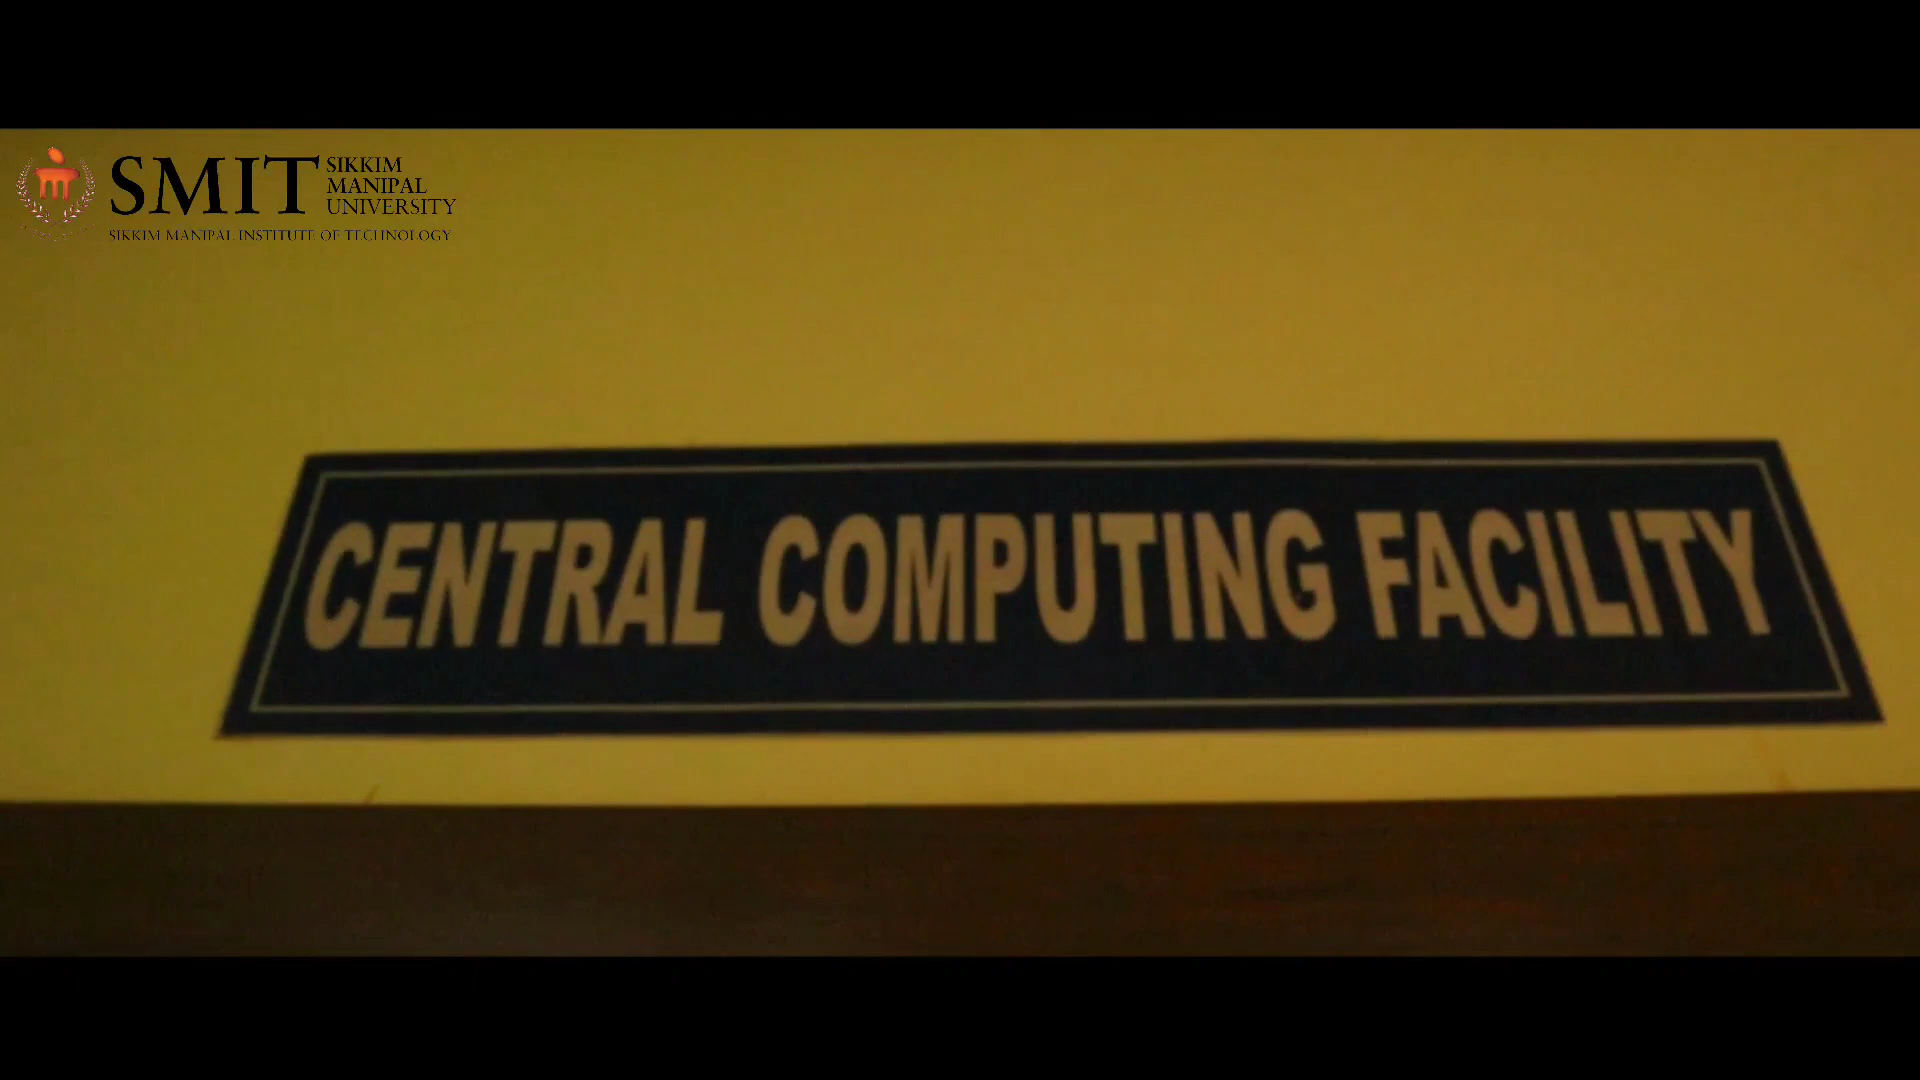 SMIT
SIKKIM
MANIPAL
UNIVERSITY
SIKKIM MANIPAL INSTITUTE OF TECHNOLOGY
CENTRAL COMPUTING FACILITY